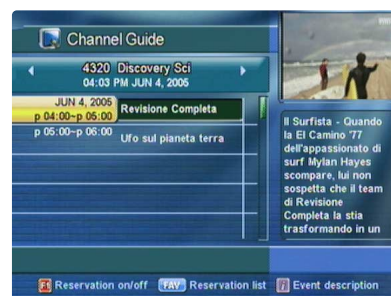 Channel Guide
4320 Discovery Sci
04:03 PM JUN 4, 2005
JUN 4, 2005
p 04:00~p 05:00
Revisione Completa
p 05:00~p 06:00
Ufo sul pianeta terra
FAV
Il Surfista - Quando
la El Camino '77
dell'appassionato di
surf Mylan Hayes
scompare, lui non
sospetta che il team
di Revisione
Completa la stia
trasformando in un
F1 Reservation on/off
FAV Reservation list
i Event description